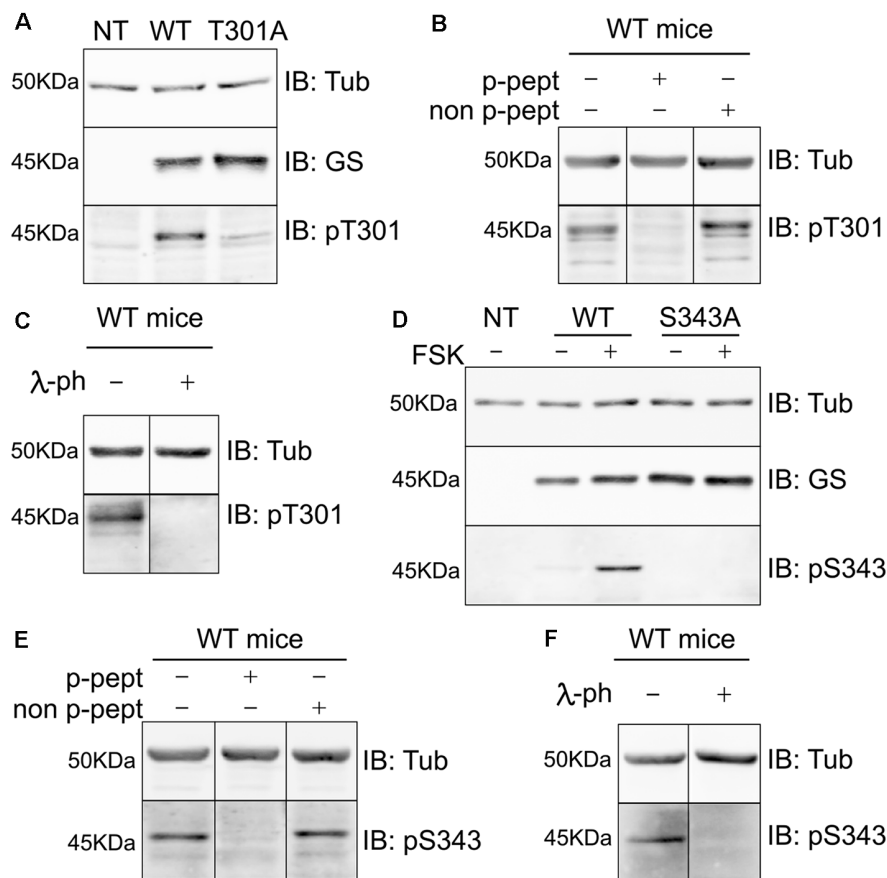 A
NT WT T301A
50KDa IB: Tub
45KDa IB: GS
45KDa IB: pT301
B
WT mice
p-pept – + –
non p-pept – – +
50KDa IB: Tub
45KDa IB: pT301
C
WT mice
λ-ph – +
50KDa IB: Tub
45KDa IB: pT301
D
NT WT S343A
FSK – – + – +
50KDa IB: Tub
45KDa IB: GS
45KDa IB: pS343
E
WT mice
p-pept – + –
non p-pept – – +
50KDa IB: Tub
45KDa IB: pS343
F
WT mice
λ-ph – +
50KDa IB: Tub
45KDa IB: pS343